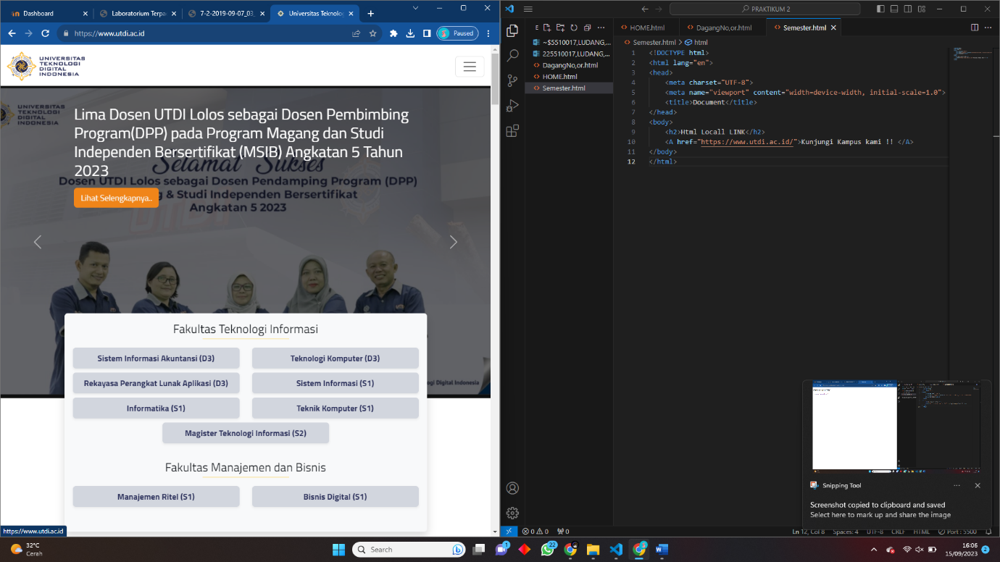 Dashboard
Laboratorium Terpa
7-2-2019-09-07_03_
Universitas Teknolo
https://www.utdi.ac.id
Paused
UNIVERSITAS
TEKNOLOGI
DIGITAL
INDONESIA
Lima Dosen UTDI Lolos sebagai Dosen Pembimbing
Program(DPP) pada Program Magang dan Studi
Independen Bersertifikat (MSIB) Angkatan 5 Tahun
2023
Selamat Sukses
Dosen UTDI Lolos sebagai Dosen Pendamping Program (DPP)
Lihat Selengkapnya..
& Studi Independen Bersertifikat
Angkatan 5 2023
Fakultas Teknologi Informasi
Sistem Informasi Akuntansi (D3)
Teknologi Komputer (D3)
Rekayasa Perangkat Lunak Aplikasi (D3)
Sistem Informasi (S1)
Informatika (S1)
Teknik Komputer (S1)
Magister Teknologi Informasi (S2)
Fakultas Manajemen dan Bisnis
Manajemen Ritel (S1)
Bisnis Digital (S1)
https://www.utdi.ac.id
PRAKTIKUM 2
E
~$5510017,LUDANG,...
225510017,LUDANG,...
DagangNo,or.html
HOME.html
Semester.html
HOME.html
DagangNo,or.html
Semester.html
Semester.html > html
1 <!DOCTYPE html>
2 <html lang="en">
3 <head>
4 <meta charset="UTF-8">
5 <meta name="viewport" content="width=device-width, initial-scale=1.0">
6 <title>Document</title>
7 </head>
8 <body>
9 <h2>Html Locall LINK</h2>
10 <A href="https://www.utdi.ac.id/">Kunjungi Kampus kami !! </A>
11 </body>
12 </html>
Snipping Tool
Screenshot copied to clipboard and saved
Select here to mark up and share the image
0 0 0
Ln 12, Col 8 Spaces: 4 UTF-8 CRLF HTML Port : 5500
32°C
Cerah
Search
1
22
16:06
15/09/2023
2